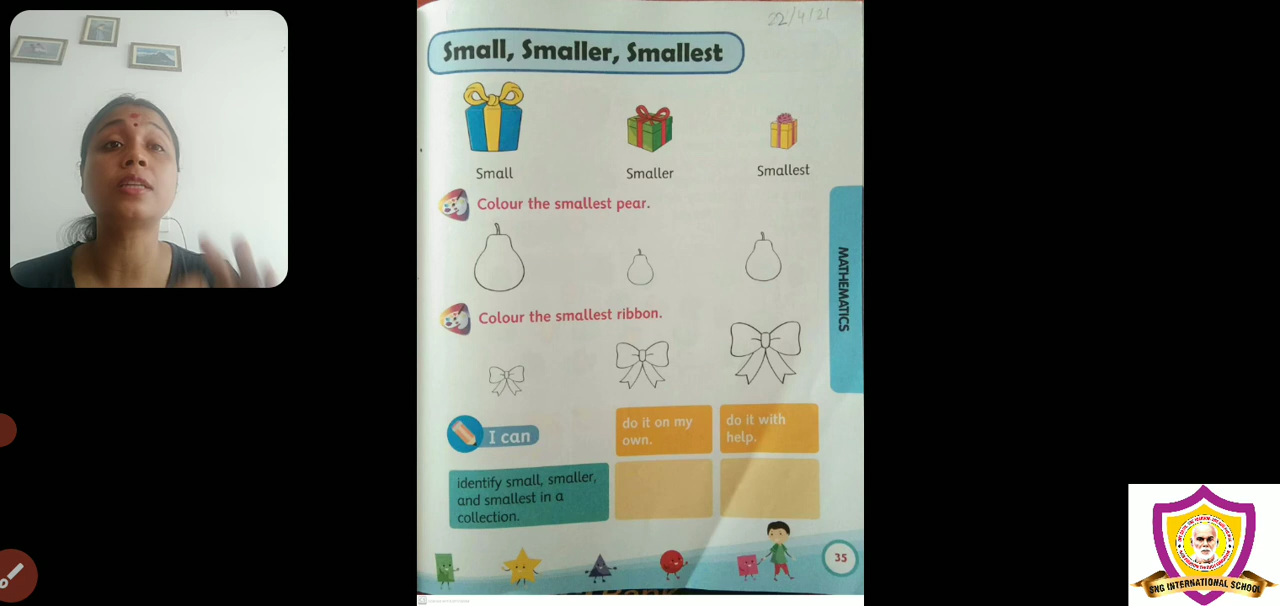 22/4/21
Small, Smaller, Smallest
Small
Smaller
Smallest
Colour the smallest pear.
Colour the smallest ribbon.
I can
do it on my
own.
do it with
help.
identify small, smaller,
and smallest in a
collection.
MATHEMATICS
35
SNG INTERNATIONAL SCHOOL